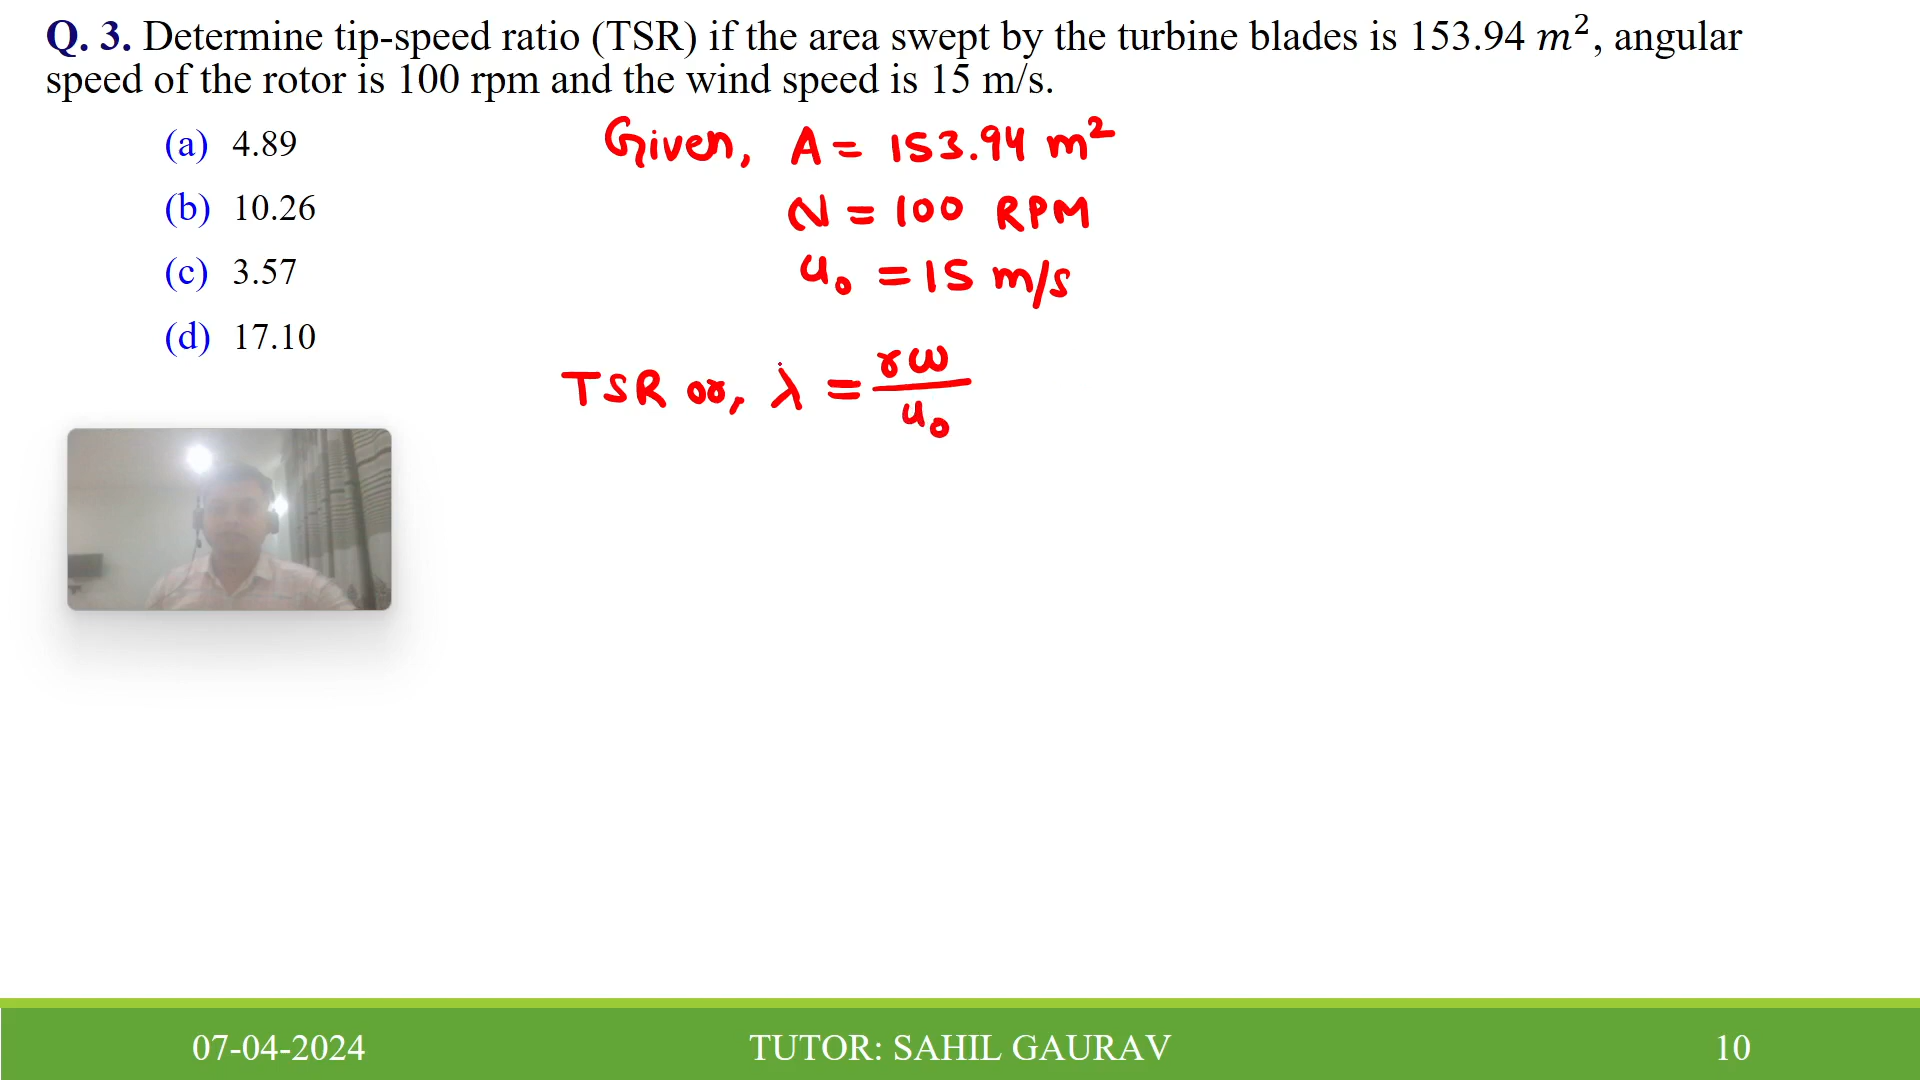 Q. 3. Determine tip-speed ratio (TSR) if the area swept by the turbine blades is 153.94 m², angular
speed of the rotor is 100 rpm and the wind speed is 15 m/s.
(a) 4.89
(b) 10.26
(c) 3.57
(d) 17.10
Given, A = 153.94 m²
N = 100 RPM
u₀ = 15 m/s
TSR or, λ = rω / u₀
07-04-2024
TUTOR: SAHIL GAURAV
10